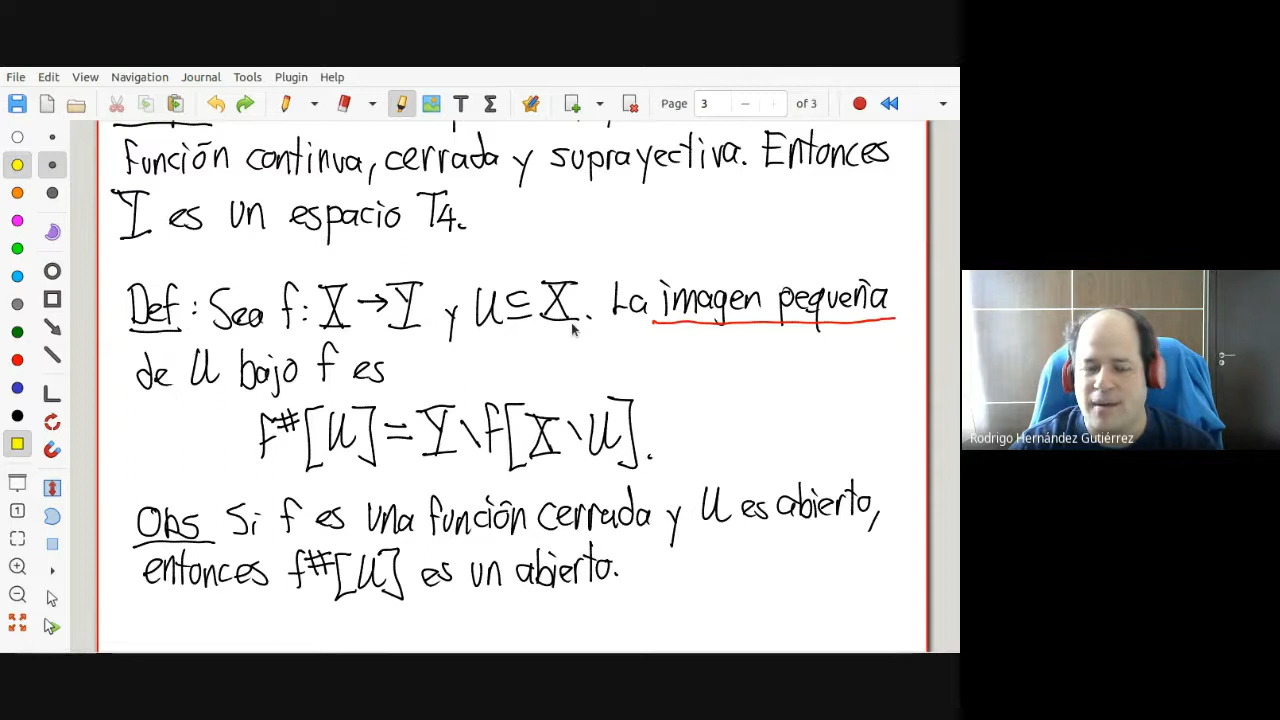 File Edit View Navigation Journal Tools Plugin Help
Page 3 of 3
función continua, cerrada y suprayectiva. Entonces
Y es un espacio T4.
Def: Sea f: X → Y y U ⊆ X. La imagen pequeña
de U bajo f es
f#[U] = Y \ f[X \ U].
Obs Si f es una función cerrada y U es abierto,
entonces f#[U] es un abierto.
Rodrigo Hernández Gutiérrez